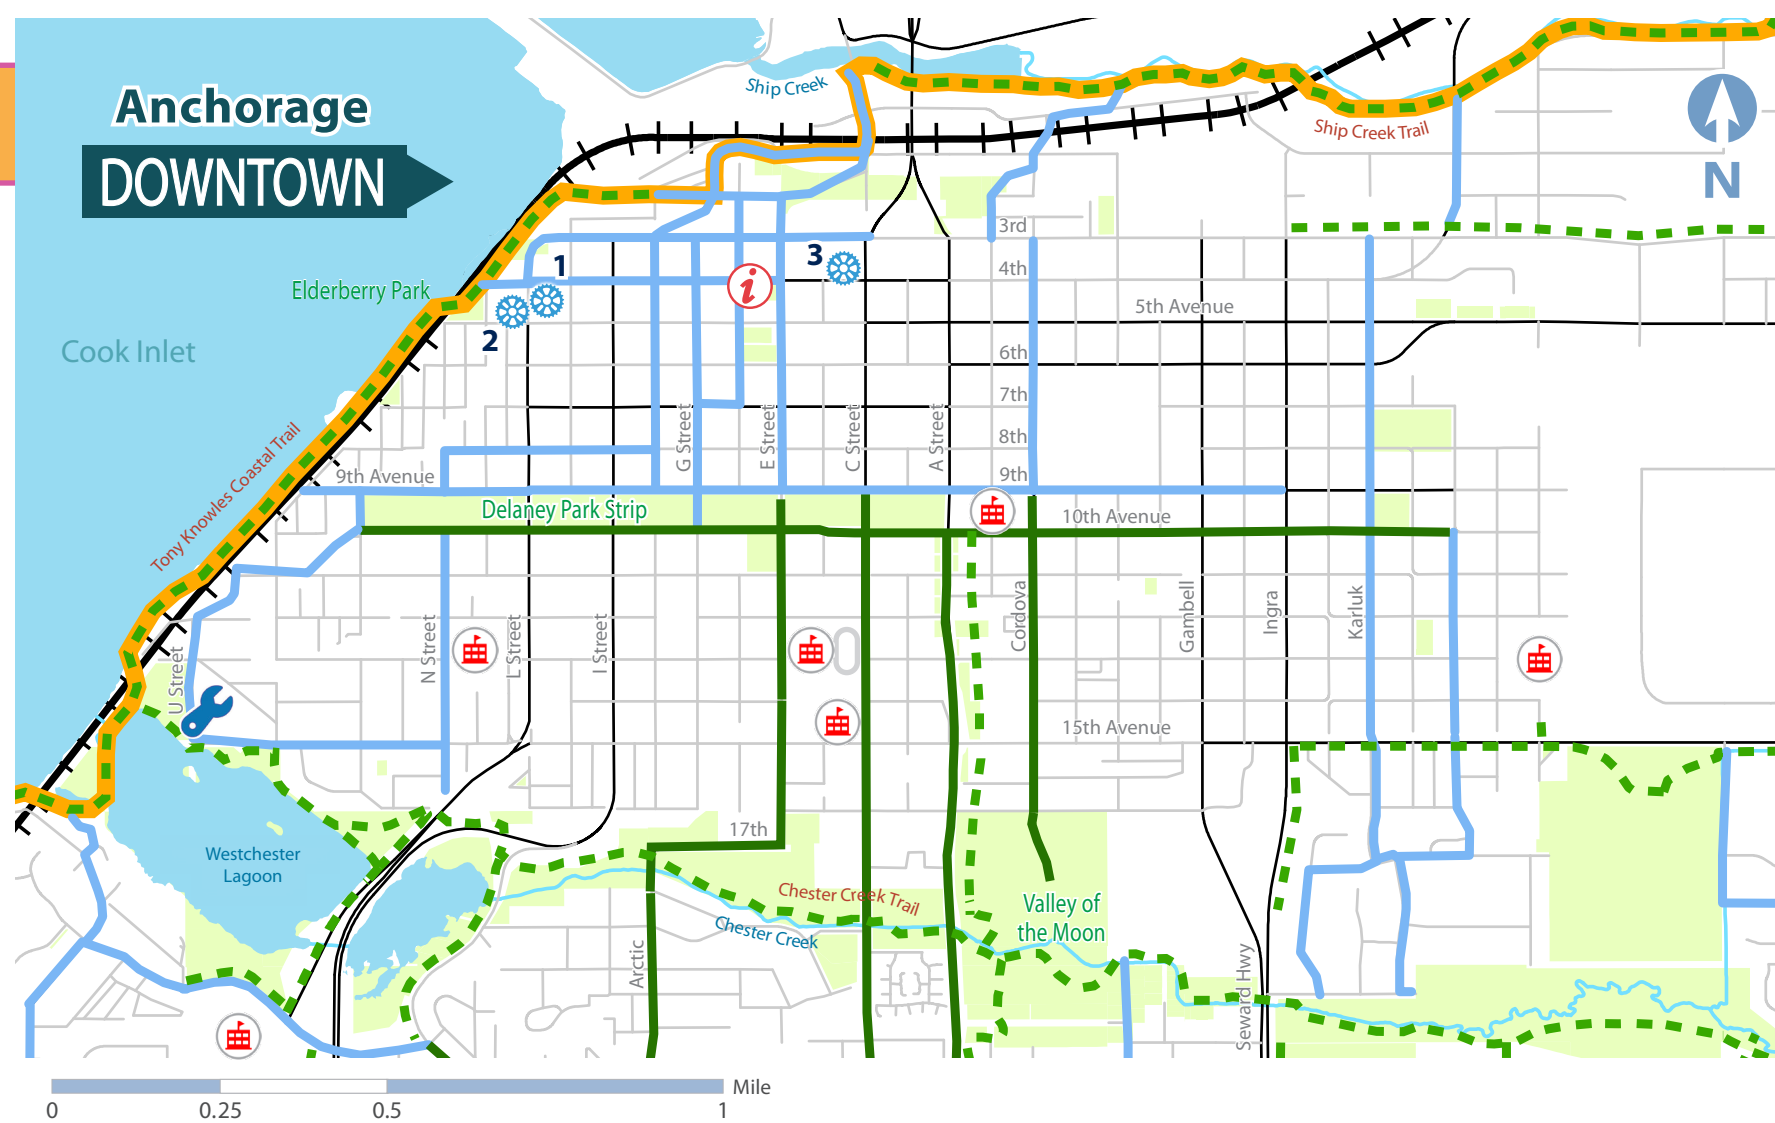 Anchorage
DOWNTOWN
Ship Creek
Ship Creek Trail
N
3rd
1
3
4th
i
Elderberry Park
5th Avenue
2
Cook Inlet
6th
7th
G Street
E Street
C Street
A Street
8th
Tony Knowles Coastal Trail
9th Avenue
9th
Delaney Park Strip
10th Avenue
Cordova
Gambell
Ingra
Karluk
N Street
L Street
I Street
U Street
15th Avenue
17th
Westchester
Lagoon
Chester Creek Trail
Chester Creek
Valley of
the Moon
Arctic
Seward Hwy
Mile
0
0.25
0.5
1